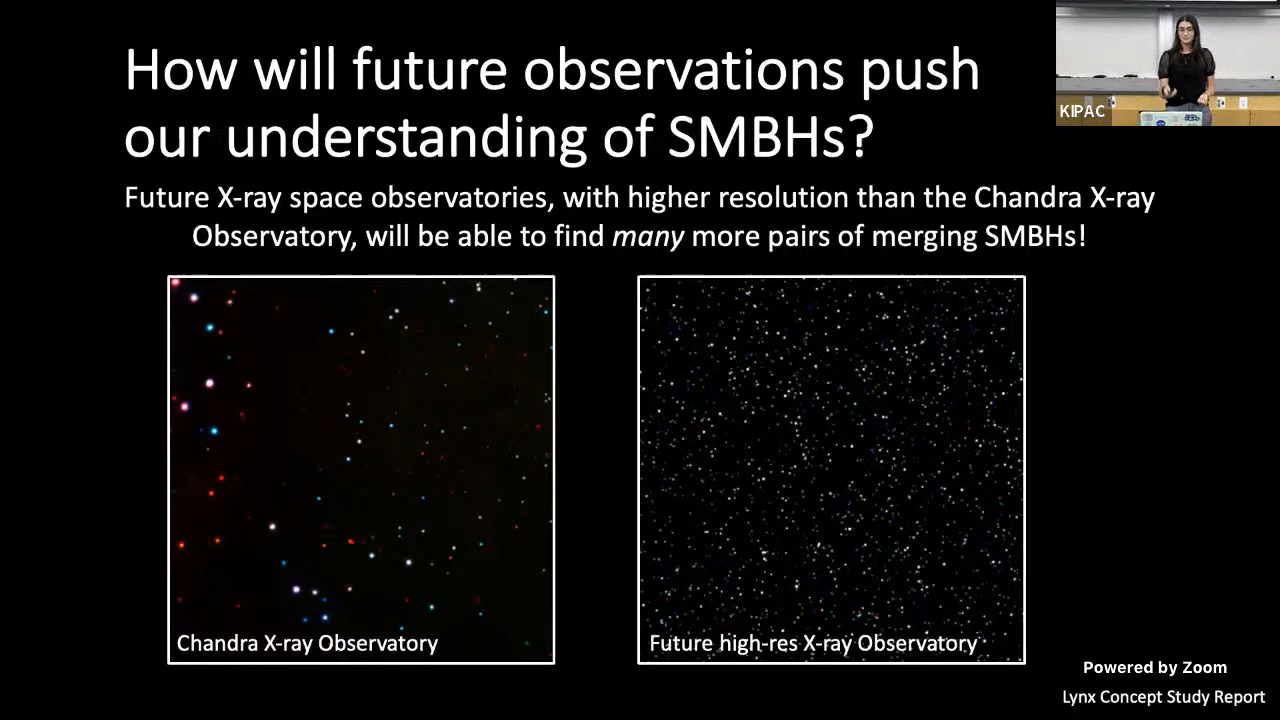 How will future observations push
our understanding of SMBHs?
KIPAC
Future X-ray space observatories, with higher resolution than the Chandra X-ray
Observatory, will be able to find many more pairs of merging SMBHs!
Chandra X-ray Observatory
Future high-res X-ray Observatory
Powered by Zoom
Lynx Concept Study Report